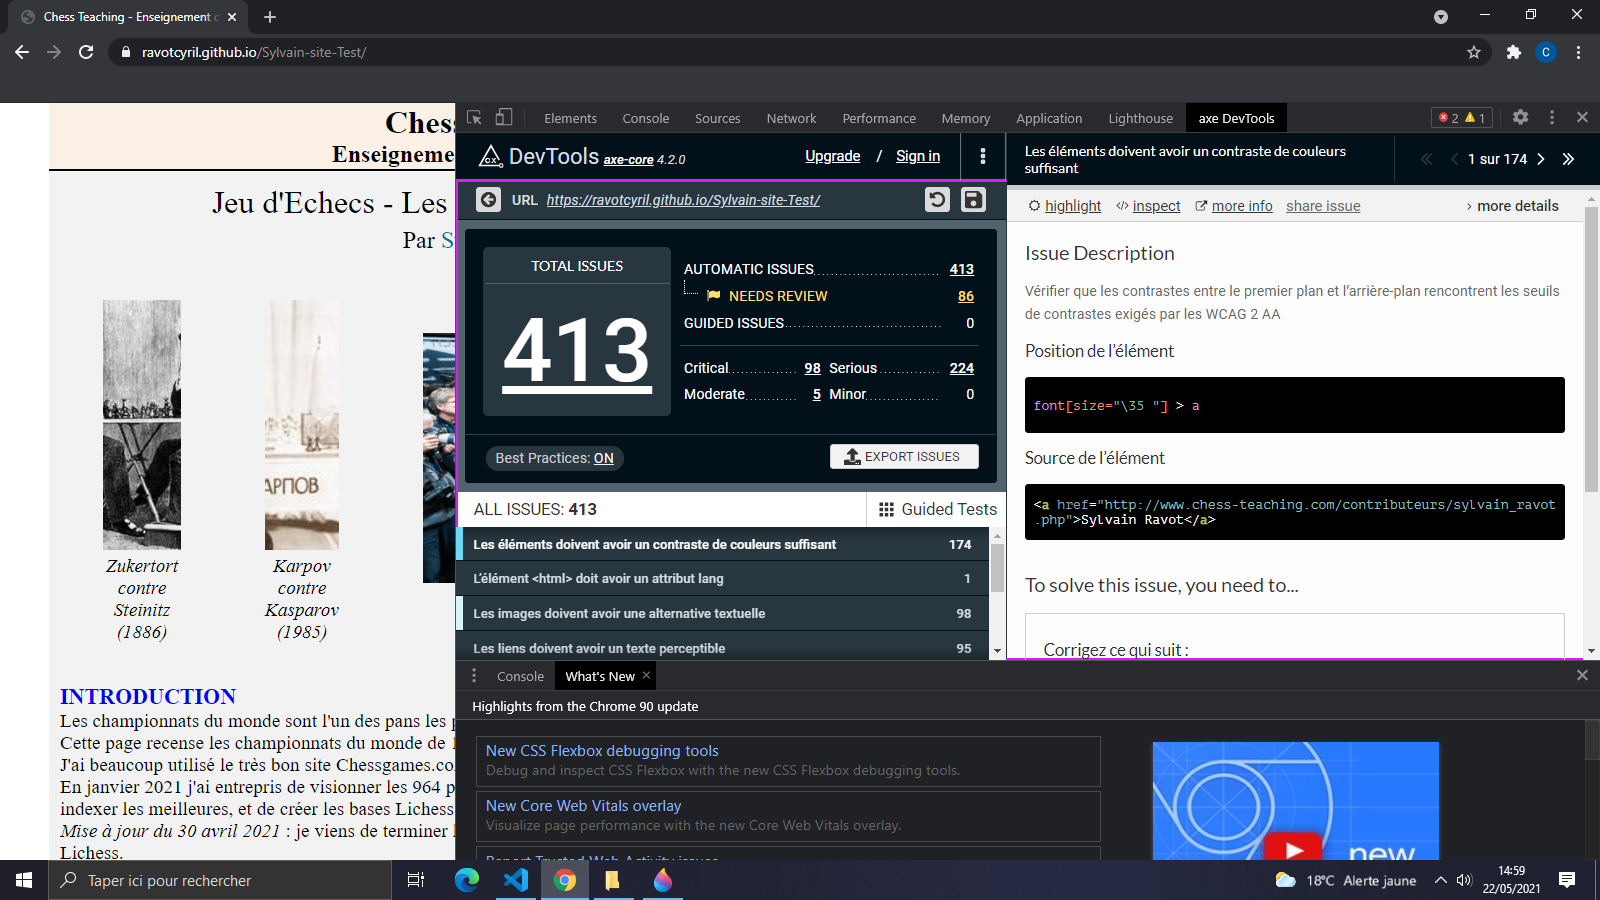 Chess Teaching - Enseignement d
ravotcyril.github.io/Sylvain-site-Test/
C
Ches
Enseigneme
Jeu d'Echecs - Les
Par S
Zukertort
contre
Steinitz
(1886)
Karpov
contre
Kasparov
(1985)
АРПОВ
INTRODUCTION
Les championnats du monde sont l'un des pans les p
Cette page recense les championnats du monde de 1
J'ai beaucoup utilisé le très bon site Chessgames.co
En janvier 2021 j'ai entrepris de visionner les 964 p
indexer les meilleures, et de créer les bases Lichess
Mise à jour du 30 avril 2021 : je viens de terminer l
Lichess.
Elements Console Sources Network Performance Memory Application Lighthouse axe DevTools 2 1
DevTools axe-core 4.2.0 Upgrade / Sign in
URL https://ravotcyril.github.io/Sylvain-site-Test/
TOTAL ISSUES
413
AUTOMATIC ISSUES 413
NEEDS REVIEW 86
GUIDED ISSUES 0
Critical 98 Serious 224
Moderate 5 Minor 0
Best Practices: ON
EXPORT ISSUES
ALL ISSUES: 413
Guided Tests
Les éléments doivent avoir un contraste de couleurs suffisant 174
L'élément <html> doit avoir un attribut lang 1
Les images doivent avoir une alternative textuelle 98
Les liens doivent avoir un texte perceptible 95
Les éléments doivent avoir un contraste de couleurs
suffisant
1 sur 174
highlight inspect more info share issue more details
Issue Description
Vérifier que les contrastes entre le premier plan et l'arrière-plan rencontrent les seuils
de contrastes exigés par les WCAG 2 AA
Position de l'élément
font[size="\35 "] > a
Source de l'élément
<a href="http://www.chess-teaching.com/contributeurs/sylvain_ravot
.php">Sylvain Ravot</a>
To solve this issue, you need to...
Corrigez ce qui suit :
Console What's New
Highlights from the Chrome 90 update
New CSS Flexbox debugging tools
Debug and inspect CSS Flexbox with the new CSS Flexbox debugging tools.
New Core Web Vitals overlay
Visualize page performance with the new Core Web Vitals overlay.
Report Trusted Web Activity issues
new
Taper ici pour rechercher
18°C Alerte jaune
14:59
22/05/2021